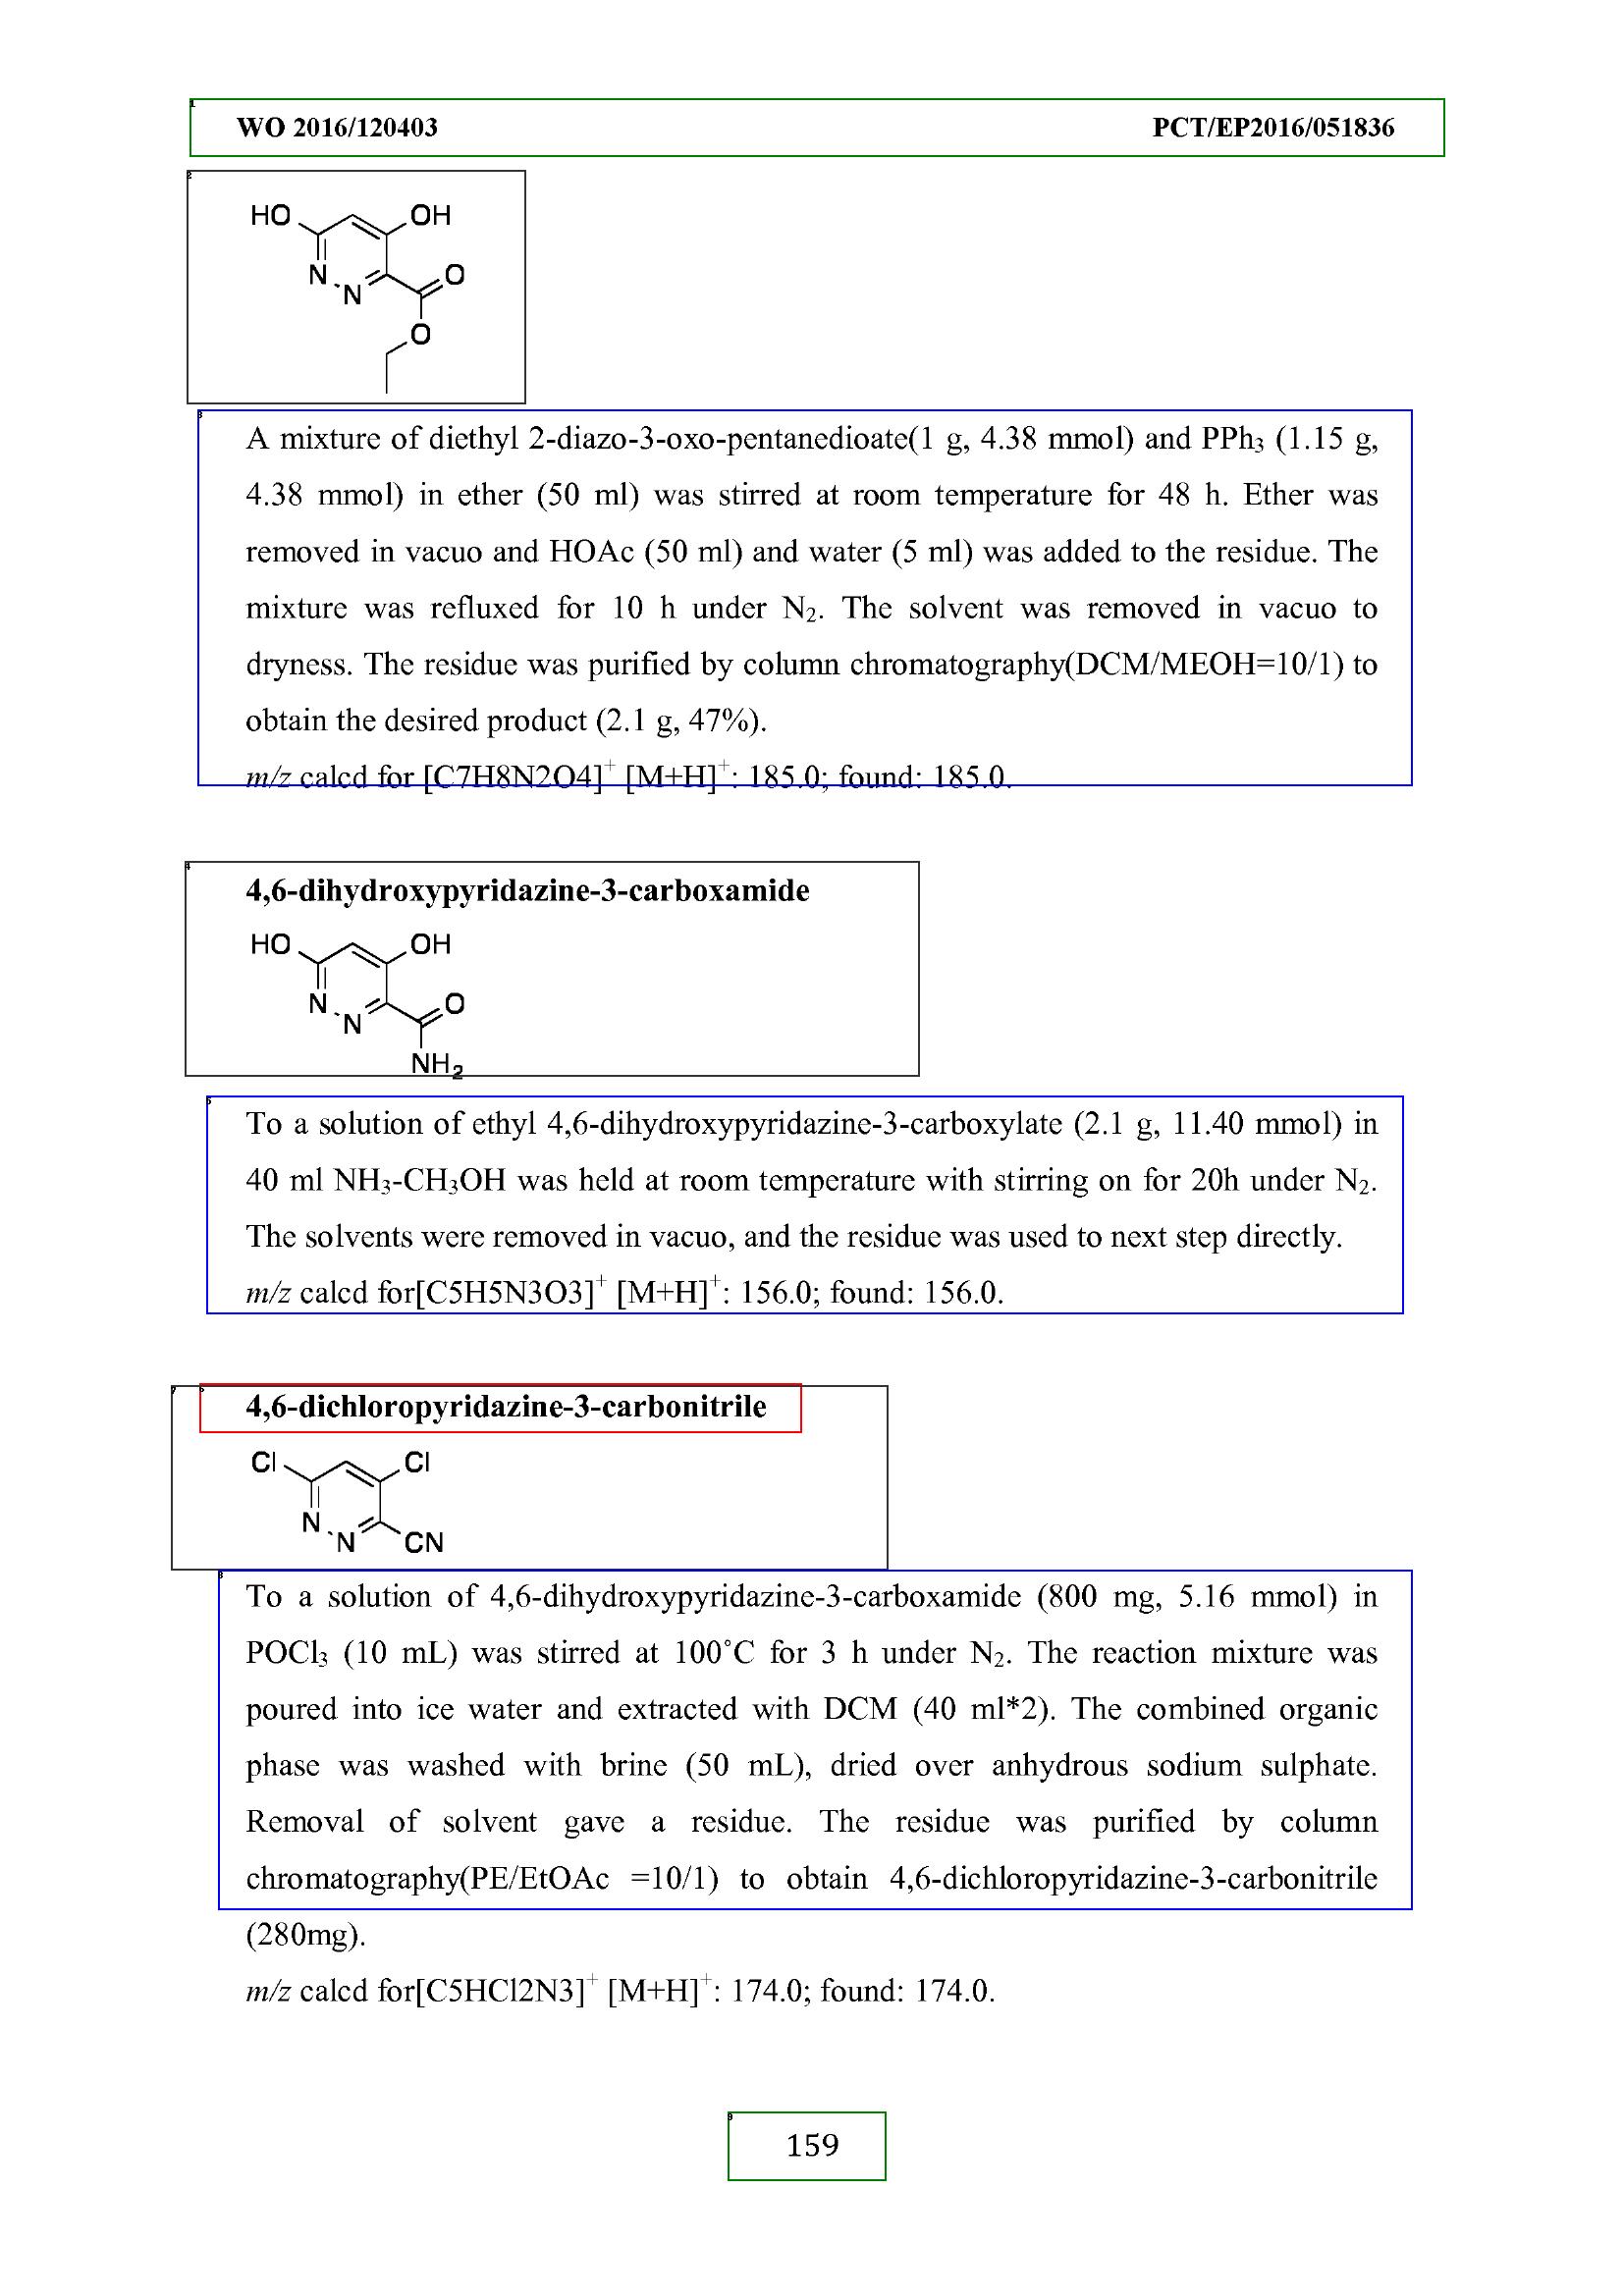 WO 2016/120403 PCT/EP2016/051836
HO OH
N N O
O
A mixture of diethyl 2-diazo-3-oxo-pentanedioate(1 g, 4.38 mmol) and PPh3 (1.15 g,
4.38 mmol) in ether (50 ml) was stirred at room temperature for 48 h. Ether was
removed in vacuo and HOAc (50 ml) and water (5 ml) was added to the residue. The
mixture was refluxed for 10 h under N2. The solvent was removed in vacuo to
dryness. The residue was purified by column chromatography(DCM/MEOH=10/1) to
obtain the desired product (2.1 g, 47%).
m/z calcd for [C7H8N2O4]+ [M+H]+: 185.0; found: 185.0.
4,6-dihydroxypyridazine-3-carboxamide
HO OH
N N O
NH2
To a solution of ethyl 4,6-dihydroxypyridazine-3-carboxylate (2.1 g, 11.40 mmol) in
40 ml NH3-CH3OH was held at room temperature with stirring on for 20h under N2.
The solvents were removed in vacuo, and the residue was used to next step directly.
m/z calcd for[C5H5N3O3]+ [M+H]+: 156.0; found: 156.0.
4,6-dichloropyridazine-3-carbonitrile
Cl Cl
N N CN
To a solution of 4,6-dihydroxypyridazine-3-carboxamide (800 mg, 5.16 mmol) in
POCl3 (10 mL) was stirred at 100°C for 3 h under N2. The reaction mixture was
poured into ice water and extracted with DCM (40 ml*2). The combined organic
phase was washed with brine (50 mL), dried over anhydrous sodium sulphate.
Removal of solvent gave a residue. The residue was purified by column
chromatography(PE/EtOAc =10/1) to obtain 4,6-dichloropyridazine-3-carbonitrile
(280mg).
m/z calcd for[C5HCl2N3]+ [M+H]+: 174.0; found: 174.0.
159